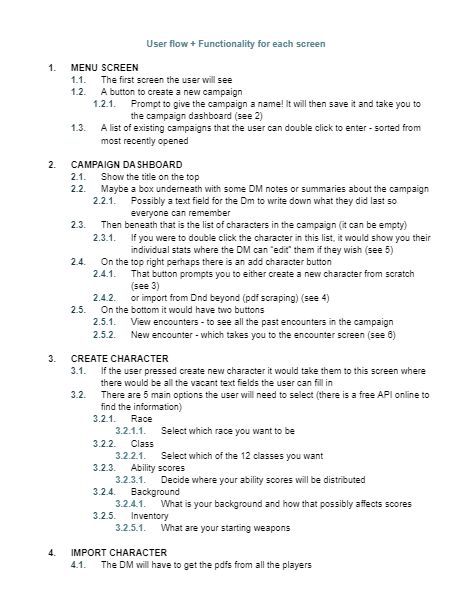 User flow + Functionality for each screen
1. MENU SCREEN
1.1. The first screen the user will see
1.2. A button to create a new campaign
1.2.1. Prompt to give the campaign a name! It will then save it and take you to
the campaign dashboard (see 2)
1.3. A list of existing campaigns that the user can double click to enter - sorted from
most recently opened
2. CAMPAIGN DASHBOARD
2.1. Show the title on the top
2.2. Maybe a box underneath with some DM notes or summaries about the campaign
2.2.1. Possibly a text field for the Dm to write down what they did last so
everyone can remember
2.3. Then beneath that is the list of characters in the campaign (it can be empty)
2.3.1. If you were to double click the character in this list, it would show you their
individual stats where the DM can "edit" them if they wish (see 5)
2.4. On the top right perhaps there is an add character button
2.4.1. That button prompts you to either create a new character from scratch
(see 3)
2.4.2. or import from Dnd beyond (pdf scraping) (see 4)
2.5. On the bottom it would have two buttons
2.5.1. View encounters - to see all the past encounters in the campaign
2.5.2. New encounter - which takes you to the encounter screen (see 6)
3. CREATE CHARACTER
3.1. If the user pressed create new character it would take them to this screen where
there would be all the vacant text fields the user can fill in
3.2. There are 5 main options the user will need to select (there is a free API online to
find the information)
3.2.1. Race
3.2.1.1. Select which race you want to be
3.2.2. Class
3.2.2.1. Select which of the 12 classes you want
3.2.3. Ability scores
3.2.3.1. Decide where your ability scores will be distributed
3.2.4. Background
3.2.4.1. What is your background and how that possibly affects scores
3.2.5. Inventory
3.2.5.1. What are your starting weapons
4. IMPORT CHARACTER
4.1. The DM will have to get the pdfs from all the players